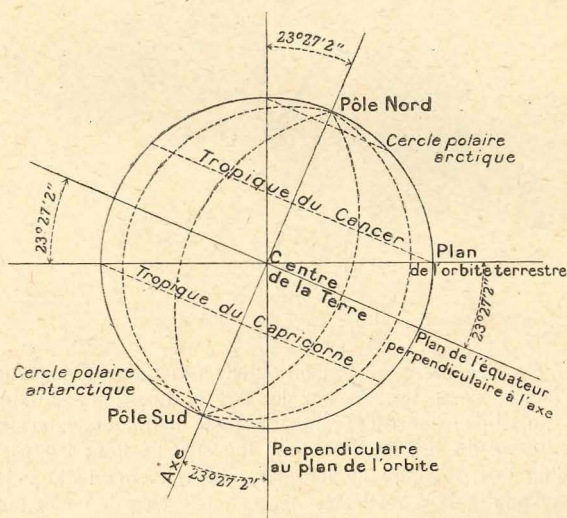 23°27'2"
Pôle Nord
Cercle polaire
arctique
Tropique du Cancer
23°27'2"
Plan
de l'orbite terrestre
Centre
de la Terre
23°27'2"
Tropique du Capricorne
Plan de l'équateur
perpendiculaire à l'axe
Cercle polaire
antarctique
Pôle Sud
Perpendiculaire
au plan de l'orbite
Axe
23°27'2"